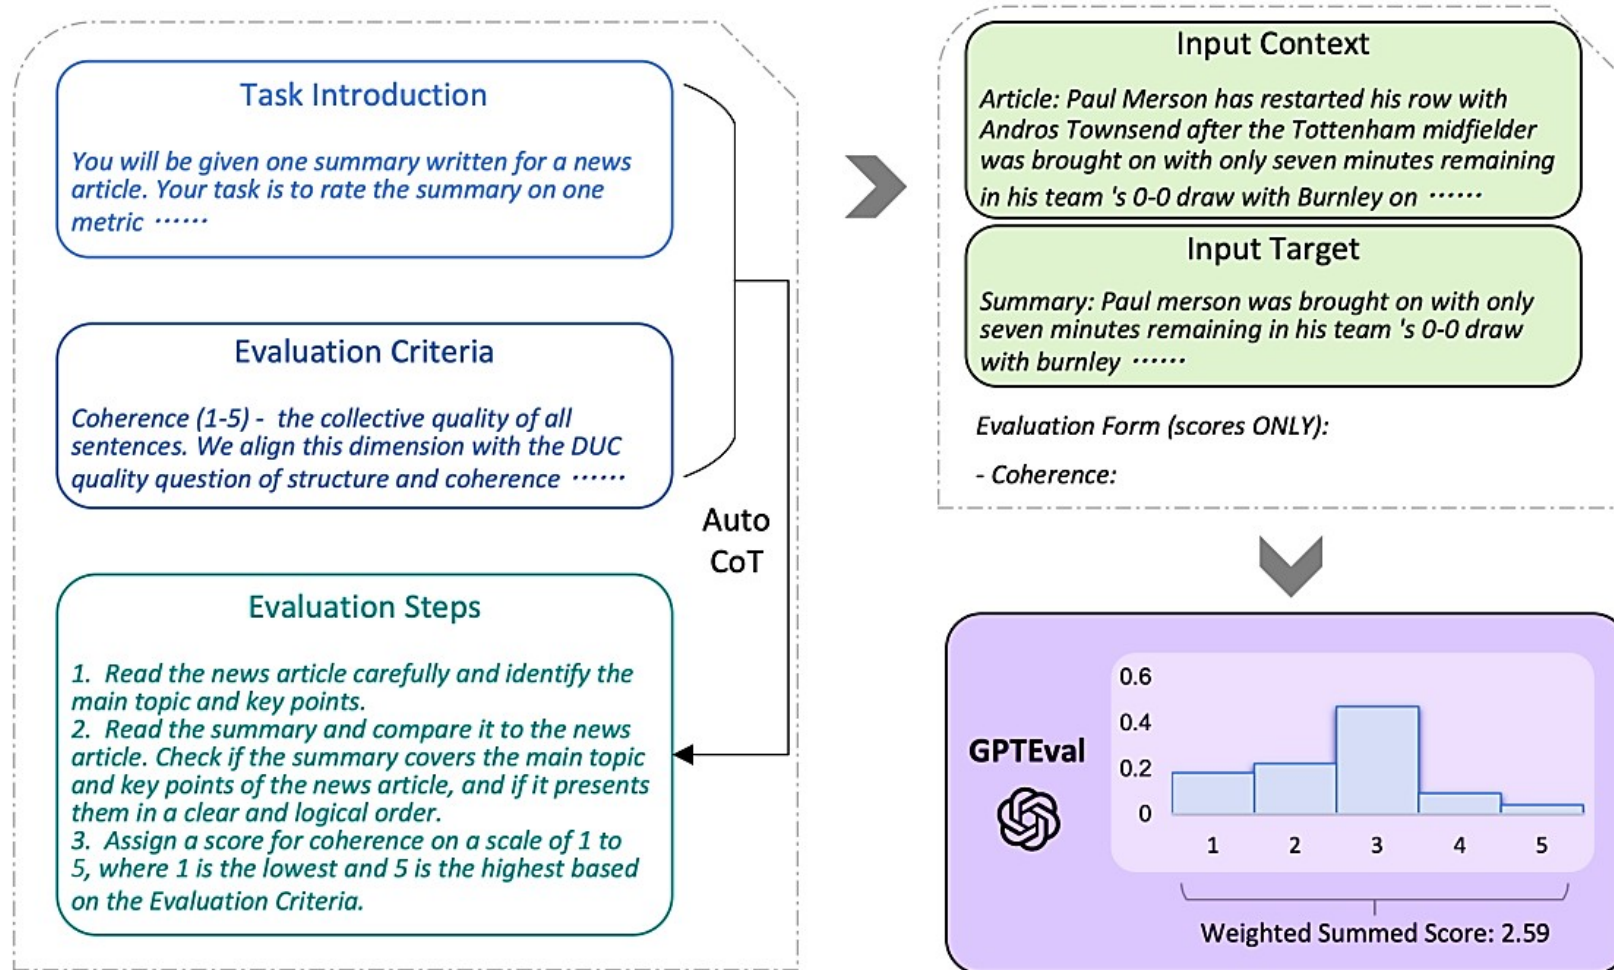 Task Introduction
You will be given one summary written for a news
article. Your task is to rate the summary on one
metric ······
Evaluation Criteria
Coherence (1-5) - the collective quality of all
sentences. We align this dimension with the DUC
quality question of structure and coherence ······
Auto
CoT
Evaluation Steps
1. Read the news article carefully and identify the
main topic and key points.
2. Read the summary and compare it to the news
article. Check if the summary covers the main topic
and key points of the news article, and if it presents
them in a clear and logical order.
3. Assign a score for coherence on a scale of 1 to
5, where 1 is the lowest and 5 is the highest based
on the Evaluation Criteria.
Input Context
Article: Paul Merson has restarted his row with
Andros Townsend after the Tottenham midfielder
was brought on with only seven minutes remaining
in his team 's 0-0 draw with Burnley on ······
Input Target
Summary: Paul merson was brought on with only
seven minutes remaining in his team 's 0-0 draw
with burnley ······
Evaluation Form (scores ONLY):
- Coherence:
GPTEval
0.6
0.4
0.2
0
1 2 3 4 5
Weighted Summed Score: 2.59